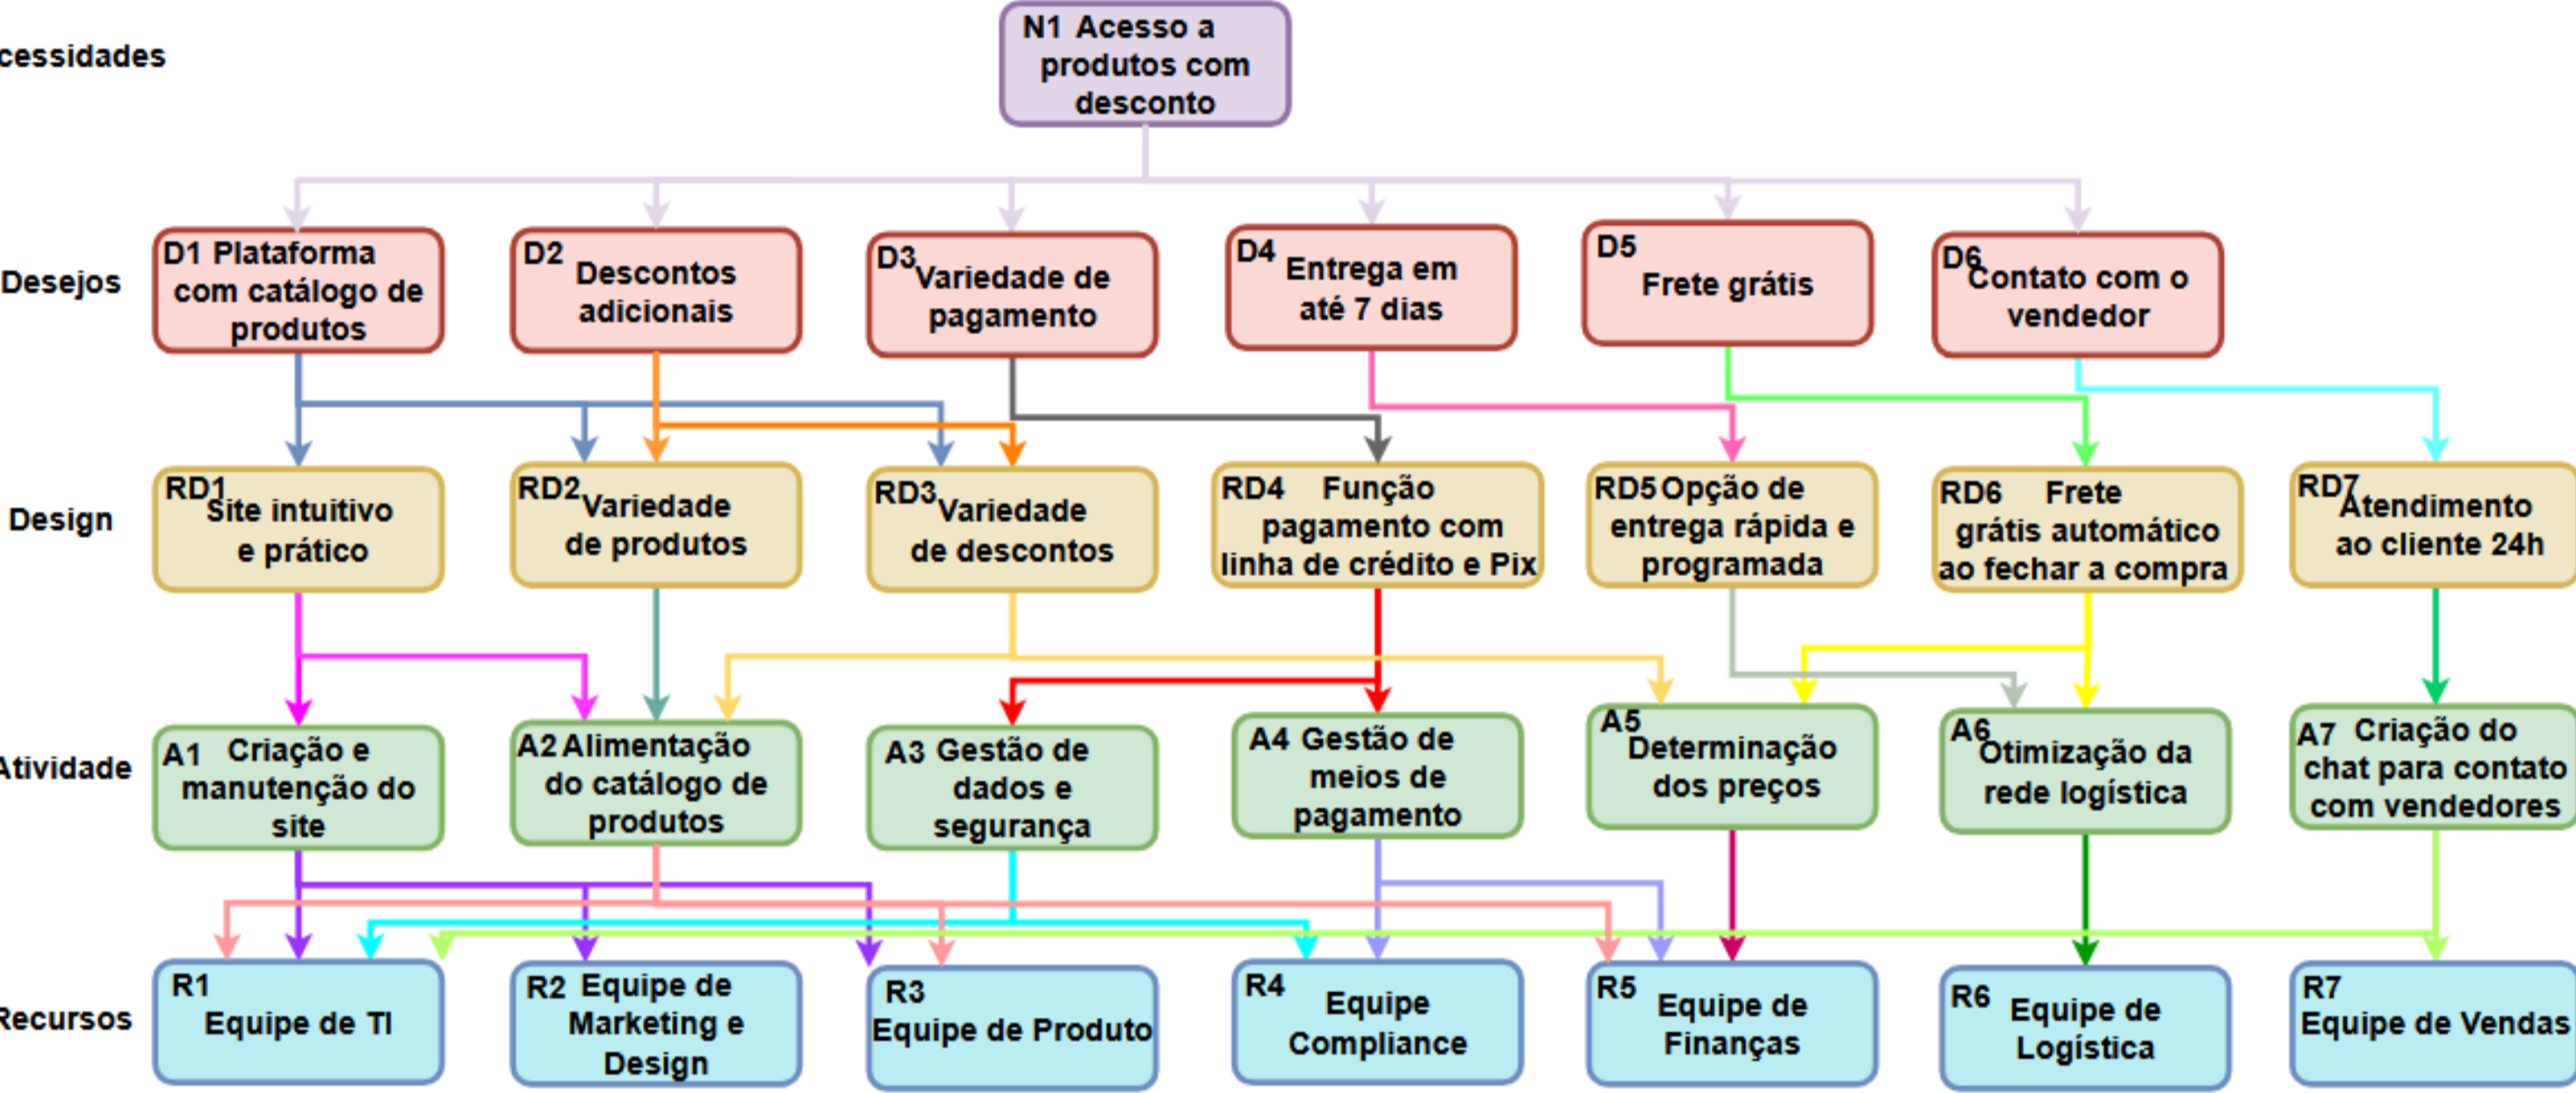 N1 Acesso a
produtos com
desconto
cessidades
Desejos
D1 Plataforma
com catálogo de
produtos
D2
Descontos
adicionais
D3
Variedade de
pagamento
D4
Entrega em
até 7 dias
D5
Frete grátis
D6
Contato com o
vendedor
Design
RD1
Site intuitivo
e prático
RD2
Variedade
de produtos
RD3
Variedade
de descontos
RD4 Função
pagamento com
linha de crédito e Pix
RD5 Opção de
entrega rápida e
programada
RD6 Frete
grátis automático
ao fechar a compra
RD7
Atendimento
ao cliente 24h
Atividade
A1 Criação e
manutenção do
site
A2 Alimentação
do catálogo de
produtos
A3 Gestão de
dados e
segurança
A4 Gestão de
meios de
pagamento
A5
Determinação
dos preços
A6
Otimização da
rede logística
A7 Criação do
chat para contato
com vendedores
Recursos
R1
Equipe de TI
R2 Equipe de
Marketing e
Design
R3
Equipe de Produto
R4
Equipe
Compliance
R5
Equipe de
Finanças
R6
Equipe de
Logística
R7
Equipe de Vendas